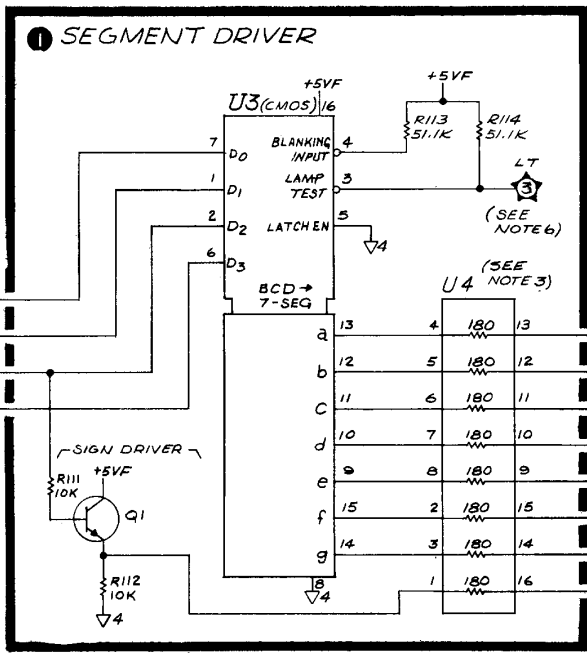 1 SEGMENT DRIVER
+5VF
U3(CMOS) 16
+5VF
R113
51.1K
R114
51.1K
7 D0
BLANKING INPUT 4
1 D1
LAMP TEST 3
LT
3
(SEE NOTE 6)
2 D2
LATCH EN 5
4
6 D3
BCD →
7-SEG
(SEE NOTE 3)
U4
a 13 4 180 13
b 12 5 180 12
c 11 6 180 11
d 10 7 180 10
e 9 8 180 9
f 15 2 180 15
g 14 3 180 14
1 180 16
8
4
SIGN DRIVER
+5VF
R111
10K
Q1
R112
10K
4